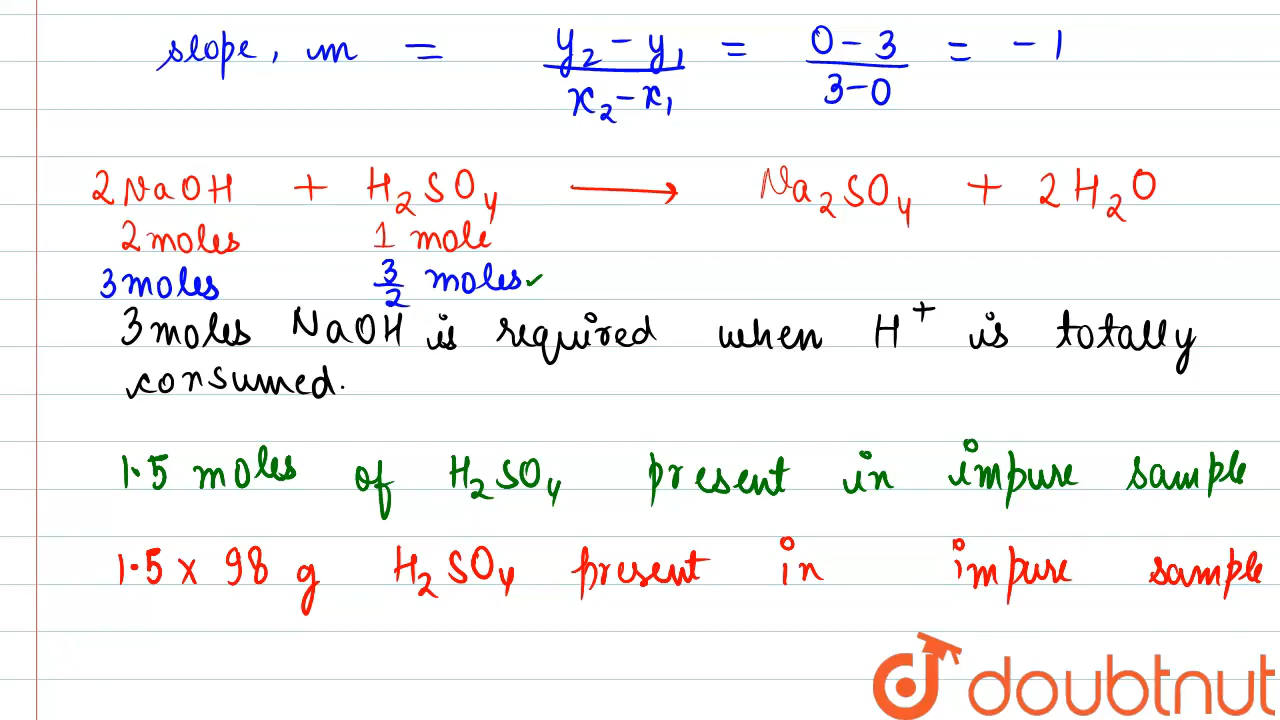 slope, m = y₂ - y₁ / x₂ - x₁ = 0 - 3 / 3 - 0 = - 1
2NaOH + H₂SO₄ → Na₂SO₄ + 2H₂O
2 moles 1 mole
3 moles 3/2 moles ✓
3 moles NaOH is required when H⁺ is totally
consumed.
1.5 moles of H₂SO₄ present in impure sample
1.5 × 98 g H₂SO₄ present in impure sample
doubtnut